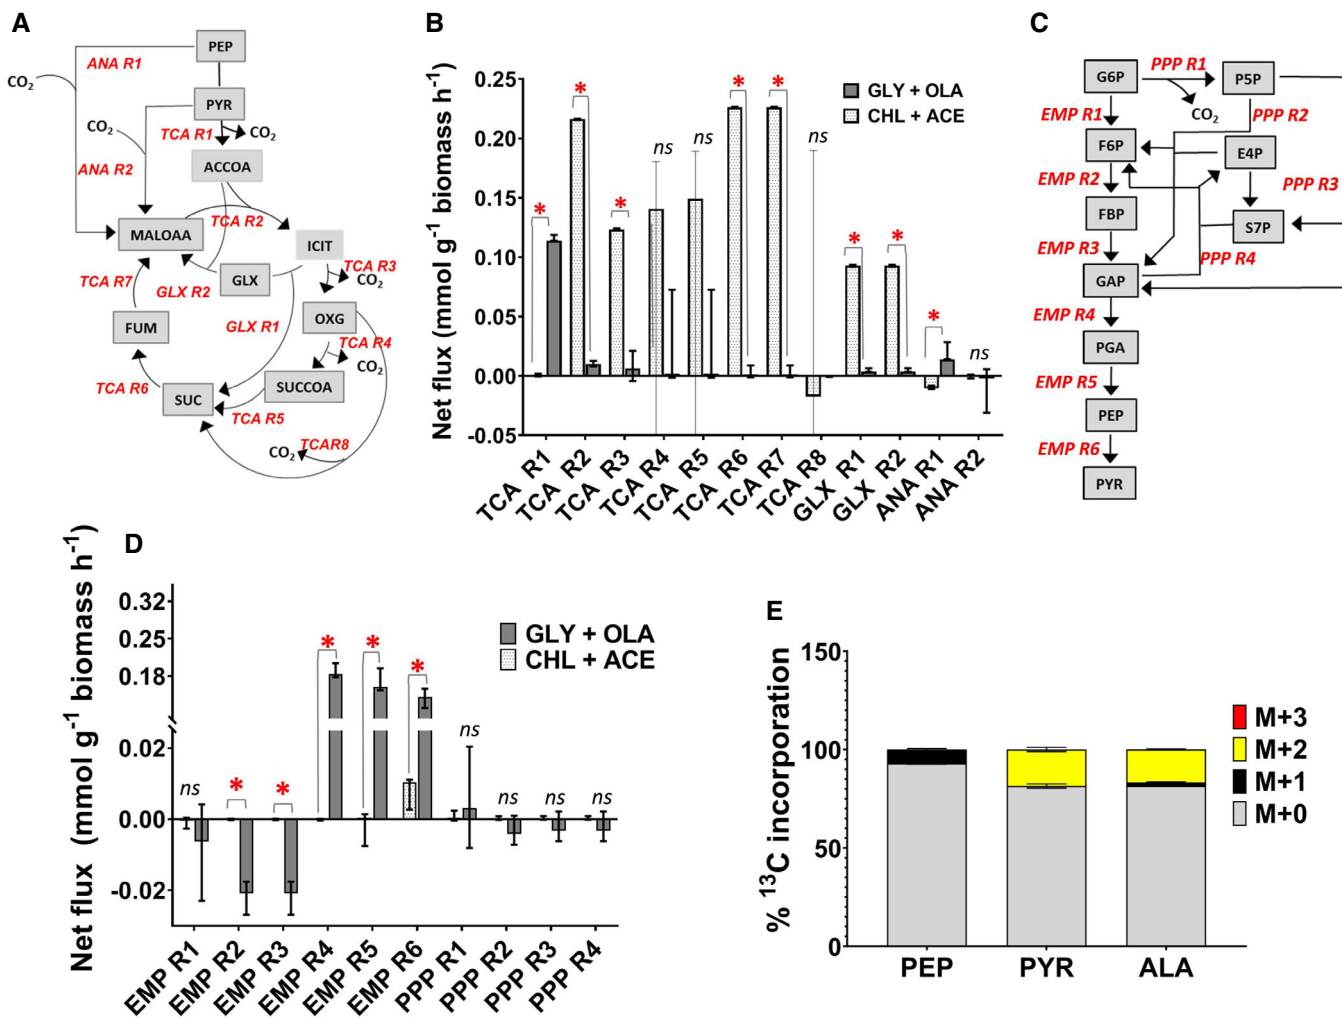 A
PEP
ANA R1
CO2
PYR
CO2
TCA R1
CO2
ANA R2
ACCOA
TCA R2
MALOAA
ICIT
TCA R3
CO2
TCA R7
GLX
GLX R2
OXG
FUM
GLX R1
TCA R4
CO2
TCA R6
SUCCOA
SUC
TCA R5
TCAR8
CO2
B
Net flux (mmol g-1 biomass h-1)
0.25
0.20
0.15
0.10
0.05
0.00
-0.05
GLY + OLA
CHL + ACE
*
*
*
ns
ns
*
*
ns
*
*
*
ns
TCA R1
TCA R2
TCA R3
TCA R4
TCA R5
TCA R6
TCA R7
TCA R8
GLX R1
GLX R2
ANA R1
ANA R2
C
G6P
PPP R1
P5P
CO2
EMP R1
PPP R2
F6P
E4P
EMP R2
PPP R3
FBP
S7P
EMP R3
PPP R4
GAP
EMP R4
PGA
EMP R5
PEP
EMP R6
PYR
D
Net flux (mmol g-1 biomass h-1)
0.32
0.25
0.18
0.02
0.00
-0.02
GLY + OLA
CHL + ACE
ns
*
*
*
*
*
ns
ns
ns
ns
EMP R1
EMP R2
EMP R3
EMP R4
EMP R5
EMP R6
PPP R1
PPP R2
PPP R3
PPP R4
E
% 13C incorporation
150
100
50
0
PEP
PYR
ALA
M+3
M+2
M+1
M+0